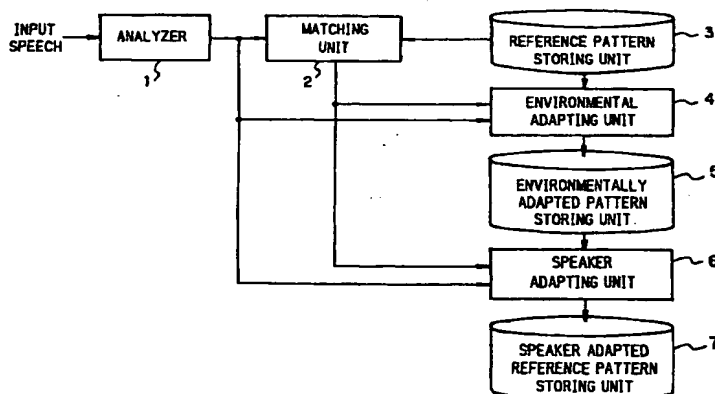 INPUT
SPEECH
ANALYZER
1
MATCHING
UNIT
2
REFERENCE PATTERN
STORING UNIT
3
ENVIRONMENTAL
ADAPTING UNIT
4
ENVIRONMENTALLY
ADAPTED PATTERN
STORING UNIT
5
SPEAKER
ADAPTING UNIT
6
SPEAKER ADAPTED
REFERENCE PATTERN
STORING UNIT
7